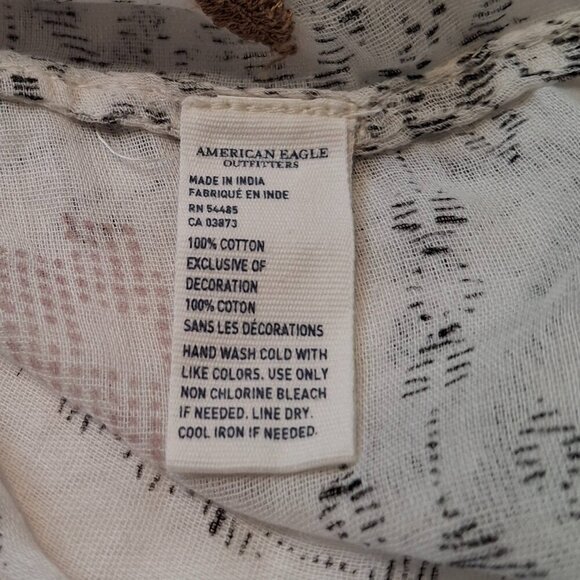 AMERICAN EAGLE
OUTFITTERS
MADE IN INDIA
FABRIQUÉ EN INDE
RN 54485
CA 03873
100% COTTON
EXCLUSIVE OF
DECORATION
100% COTON
SANS LES DÉCORATIONS
HAND WASH COLD WITH
LIKE COLORS. USE ONLY
NON CHLORINE BLEACH
IF NEEDED. LINE DRY.
COOL IRON IF NEEDED.